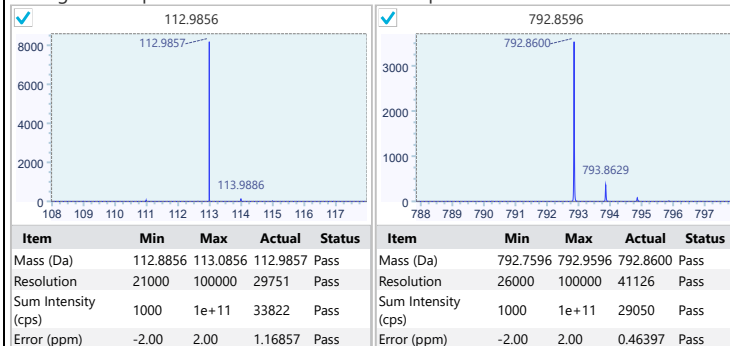 112.9856
112.9857
8000
6000
4000
2000
0
113.9886
108 109 110 111 112 113 114 115 116 117
Item Min Max Actual Status
Mass (Da) 112.8856 113.0856 112.9857 Pass
Resolution 21000 100000 29751 Pass
Sum Intensity (cps) 1000 1e+11 33822 Pass
Error (ppm) -2.00 2.00 1.16857 Pass
792.8596
792.8600
3000
2000
1000
0
793.8629
788 789 790 791 792 793 794 795 796 797
Item Min Max Actual Status
Mass (Da) 792.7596 792.9596 792.8600 Pass
Resolution 26000 100000 41126 Pass
Sum Intensity (cps) 1000 1e+11 29050 Pass
Error (ppm) -2.00 2.00 0.46397 Pass